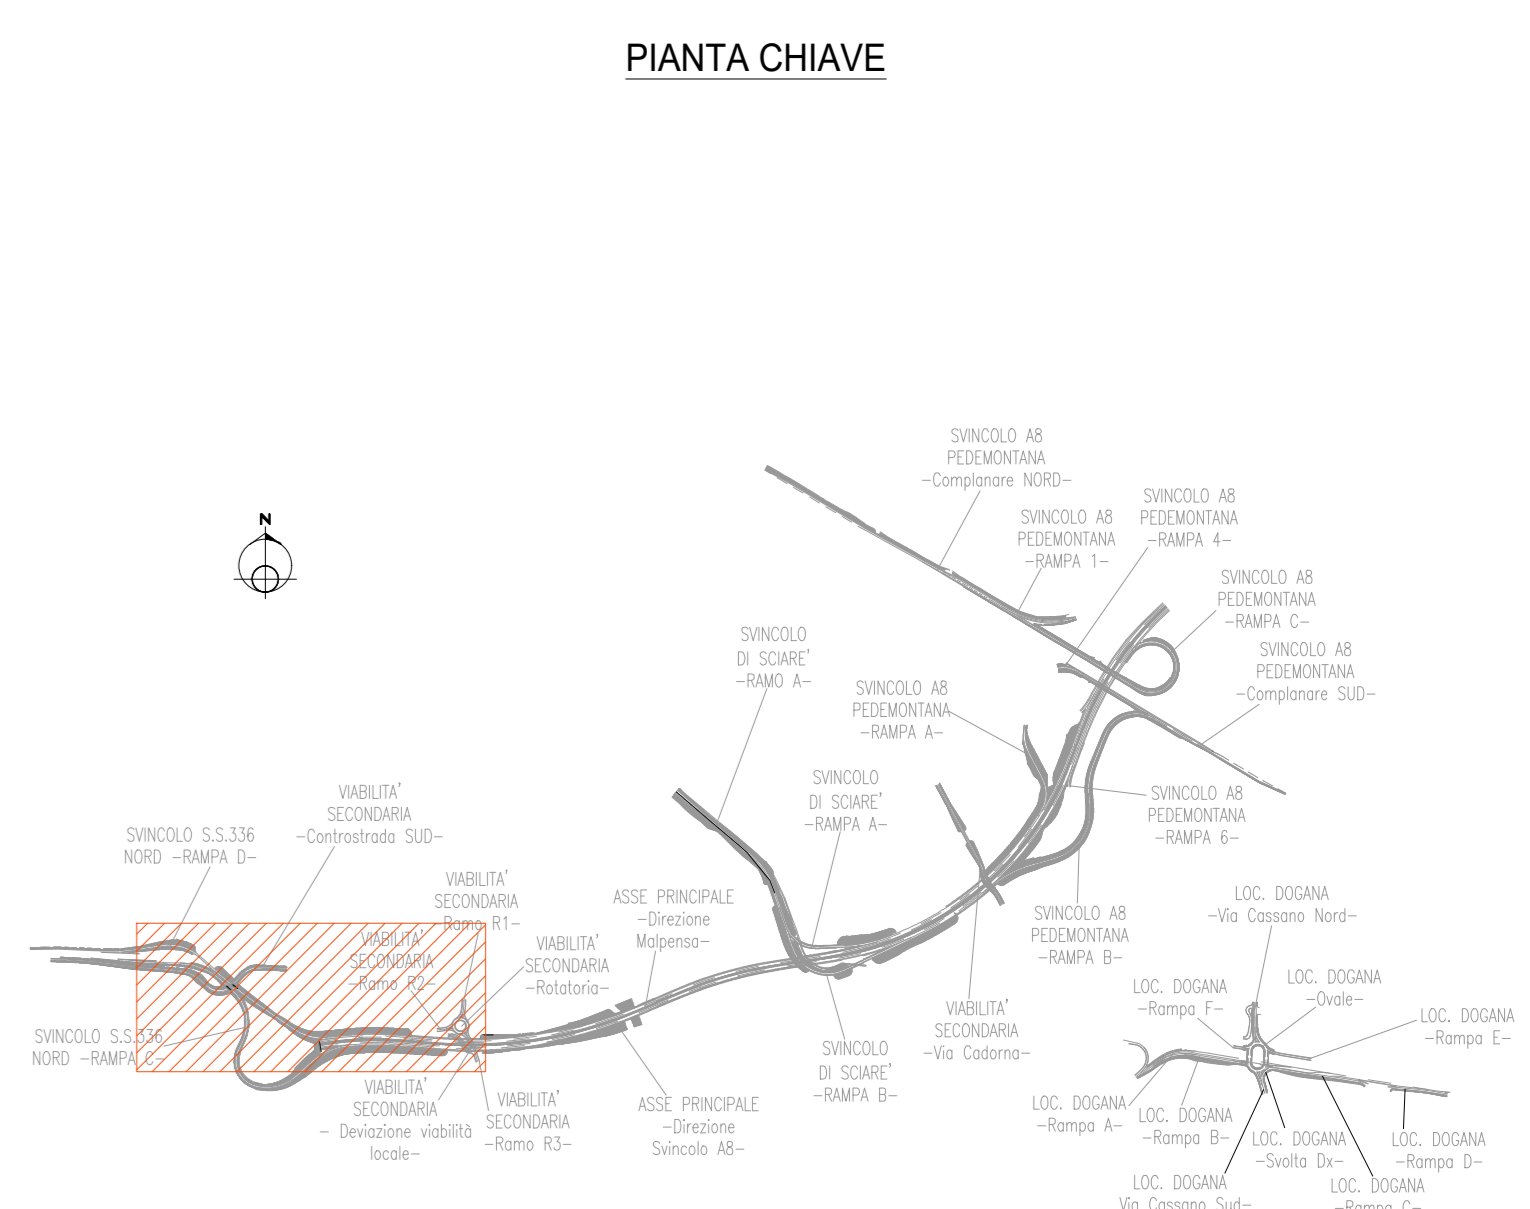 PIANTA CHIAVE
SVINCOLO A8
PEDEMONTANA
-Complanare NORD-
SVINCOLO A8
PEDEMONTANA
-RAMPA 4-
SVINCOLO A8
PEDEMONTANA
-RAMPA 1-
N
SVINCOLO A8
PEDEMONTANA
-RAMPA C-
SVINCOLO
DI SCIARE'
-RAMO A-
SVINCOLO A8
PEDEMONTANA
-Complanare SUD-
SVINCOLO A8
PEDEMONTANA
-RAMPA A-
SVINCOLO
DI SCIARE'
-RAMPA A-
VIABILITA'
SECONDARIA
-Controstrada SUD-
SVINCOLO A8
PEDEMONTANA
-RAMPA 6-
SVINCOLO S.S.336
NORD -RAMPA D-
VIABILITA'
SECONDARIA
-Ramo R1-
ASSE PRINCIPALE
-Direzione
Malpensa-
LOC. DOGANA
-Via Cassano Nord-
SVINCOLO A8
PEDEMONTANA
-RAMPA B-
VIABILITA'
SECONDARIA
-Ramo R2-
VIABILITA'
SECONDARIA
-Rotatoria-
LOC. DOGANA
-Rampa F-
LOC. DOGANA
-Ovale-
VIABILITA'
SECONDARIA
-Via Cadorna-
LOC. DOGANA
-Rampa E-
SVINCOLO S.S.336
NORD -RAMPA C-
SVINCOLO
DI SCIARE'
-RAMPA B-
VIABILITA'
SECONDARIA
- Deviazione viabilità
locale-
VIABILITA'
SECONDARIA
-Ramo R3-
ASSE PRINCIPALE
-Direzione
Svincolo A8-
LOC. DOGANA
-Rampa A-
LOC. DOGANA
-Rampa B-
LOC. DOGANA
-Svolta Dx-
LOC. DOGANA
-Rampa D-
LOC. DOGANA
Via Cassano Sud-
LOC. DOGANA
-Rampa C-